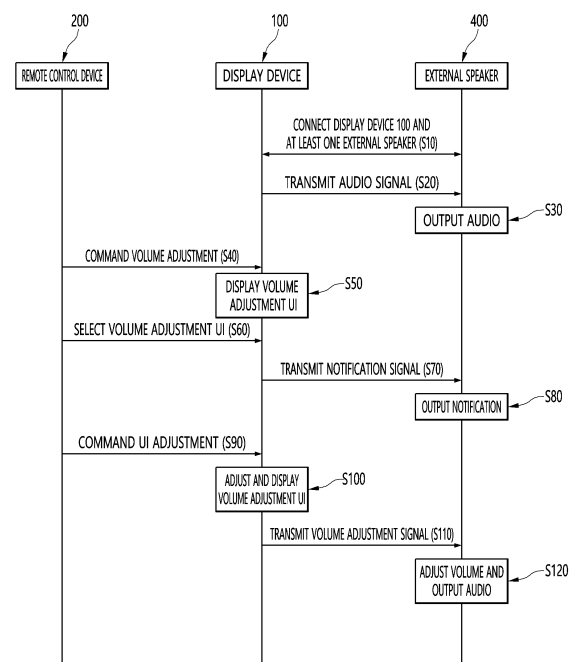 200
100
400
REMOTE CONTROL DEVICE
DISPLAY DEVICE
EXTERNAL SPEAKER
CONNECT DISPLAY DEVICE 100 AND
AT LEAST ONE EXTERNAL SPEAKER (S10)
TRANSMIT AUDIO SIGNAL (S20)
OUTPUT AUDIO
S30
COMMAND VOLUME ADJUSTMENT (S40)
DISPLAY VOLUME
ADJUSTMENT UI
S50
SELECT VOLUME ADJUSTMENT UI (S60)
TRANSMIT NOTIFICATION SIGNAL (S70)
OUTPUT NOTIFICATION
S80
COMMAND UI ADJUSTMENT (S90)
ADJUST AND DISPLAY
VOLUME ADJUSTMENT UI
S100
TRANSMIT VOLUME ADJUSTMENT SIGNAL (S110)
ADJUST VOLUME AND
OUTPUT AUDIO
S120